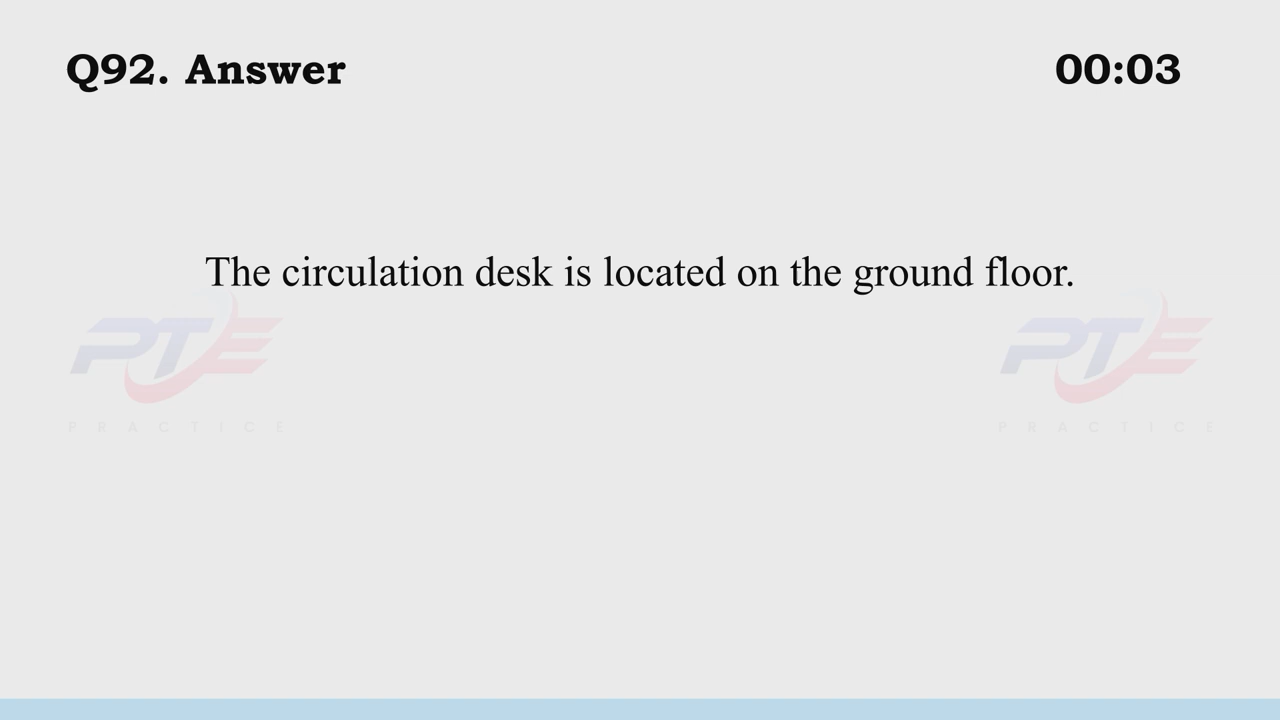 Q92. Answer
00:03
The circulation desk is located on the ground floor.
PTE
PTE
PRACTICE
PRACTICE